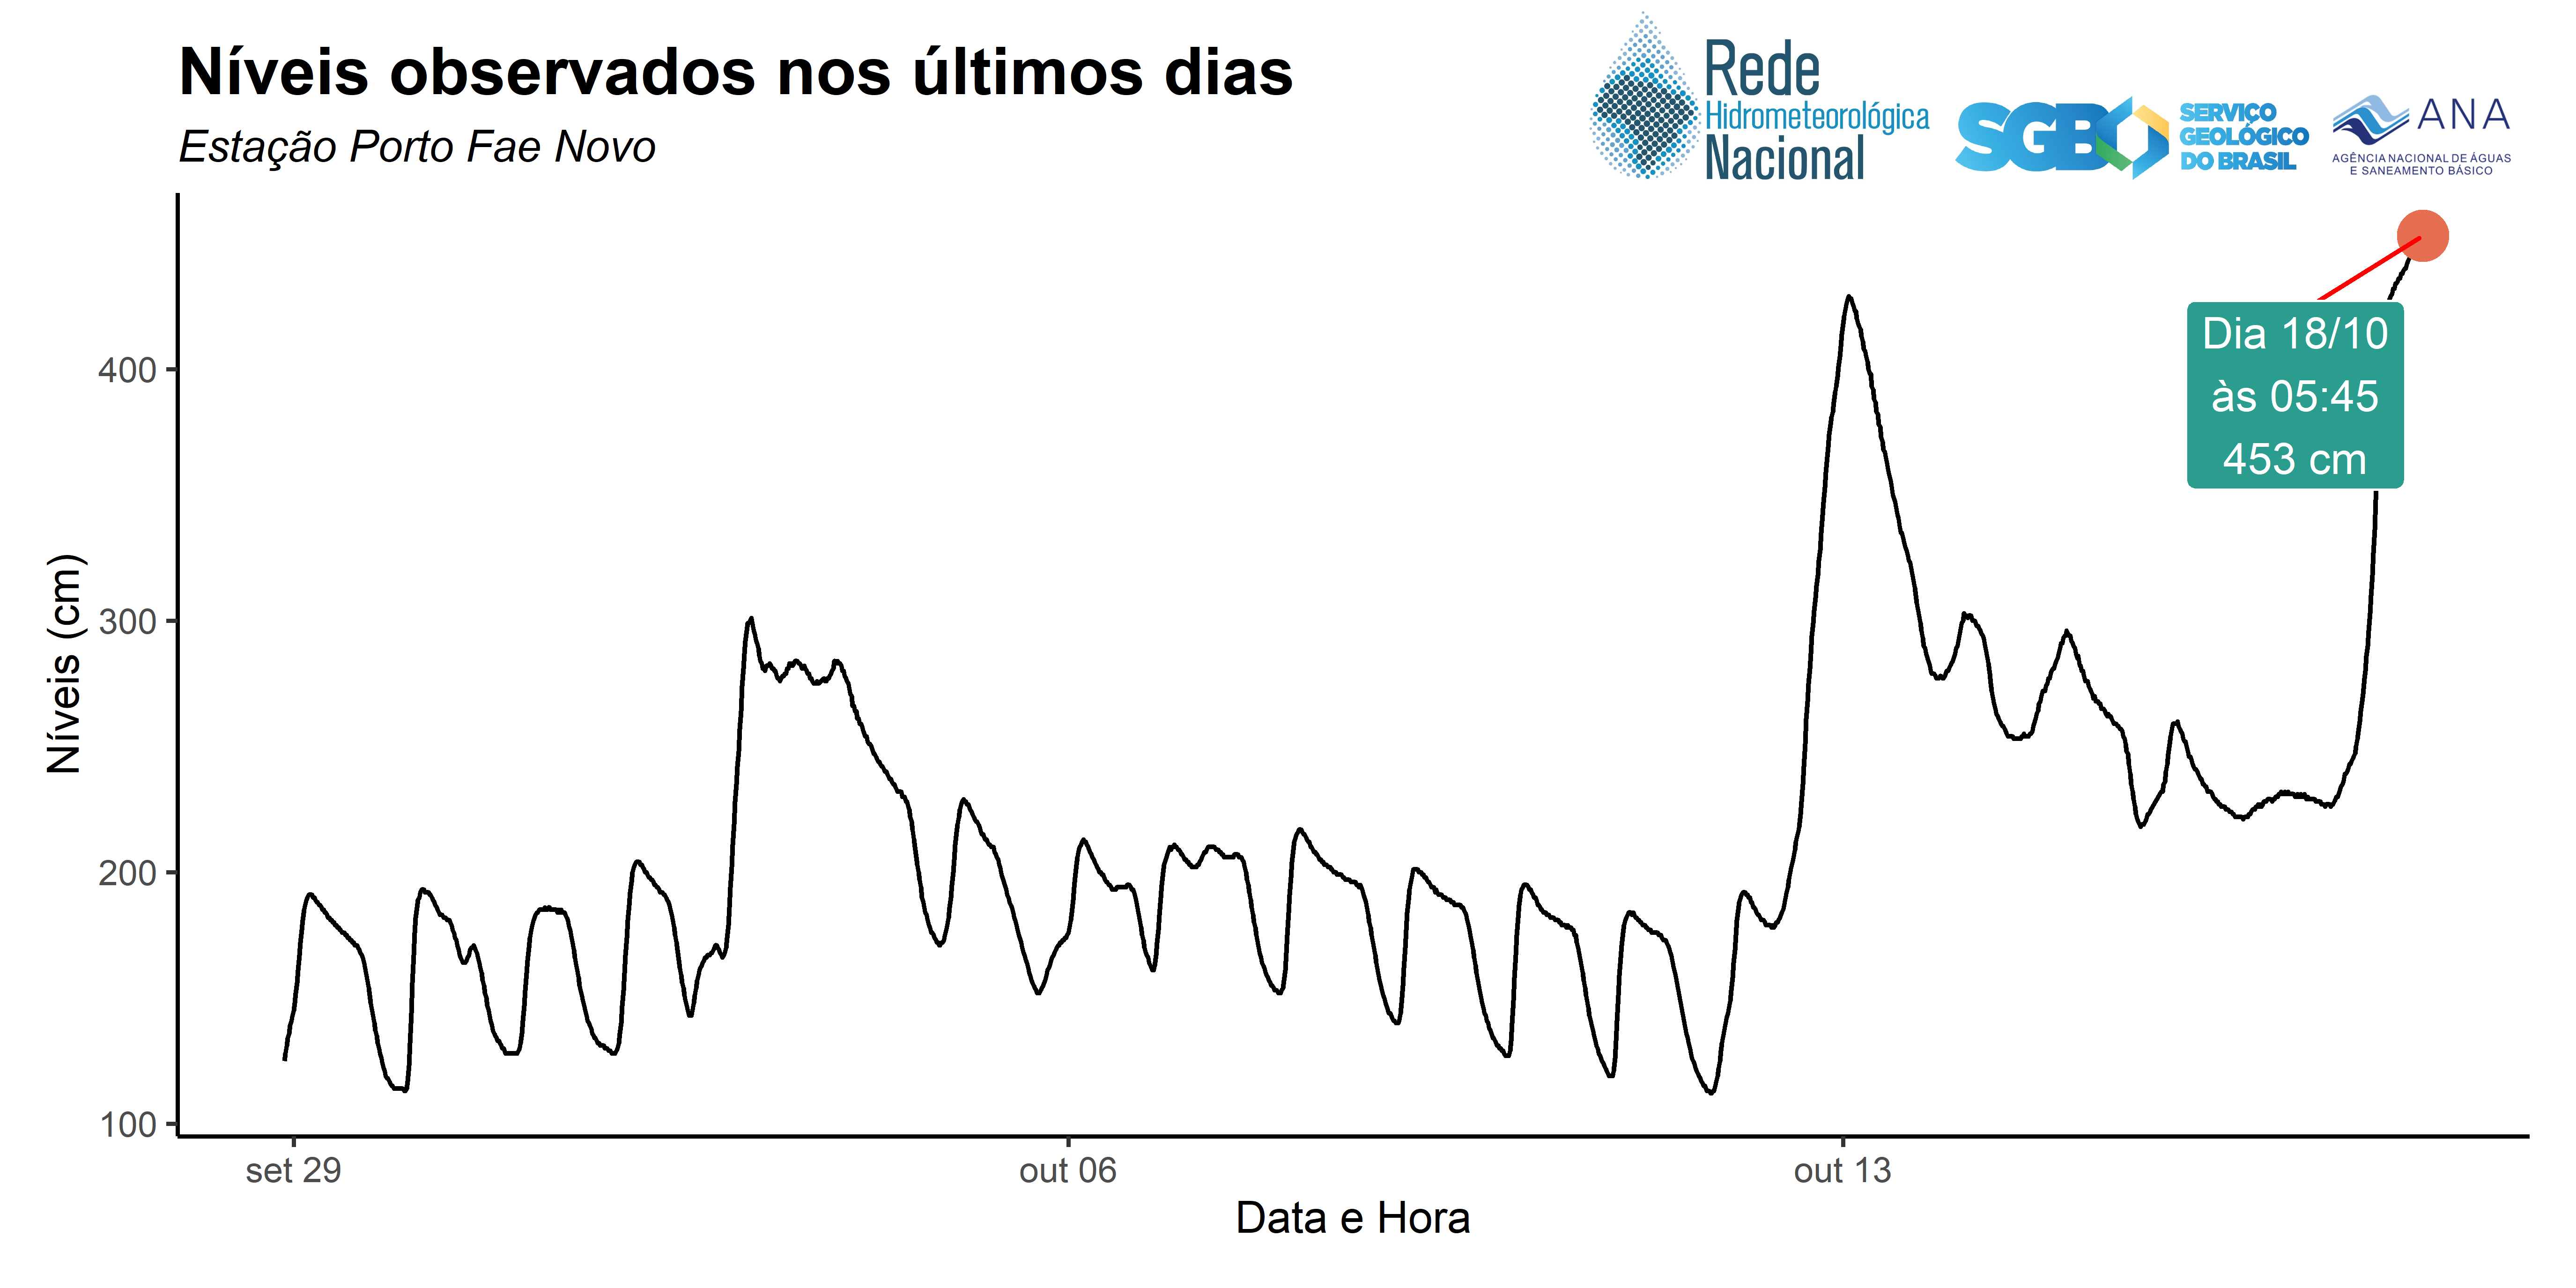 Níveis observados nos últimos dias
Estação Porto Fae Novo
Rede
Hidrometeorológica
Nacional
SGB
SERVIÇO
GEOLÓGICO
DO BRASIL
ANA
AGÊNCIA NACIONAL DE ÁGUAS
E SANEAMENTO BÁSICO
Dia 18/10
às 05:45
453 cm
Níveis (cm)
400
300
200
100
set 29
out 06
out 13
Data e Hora